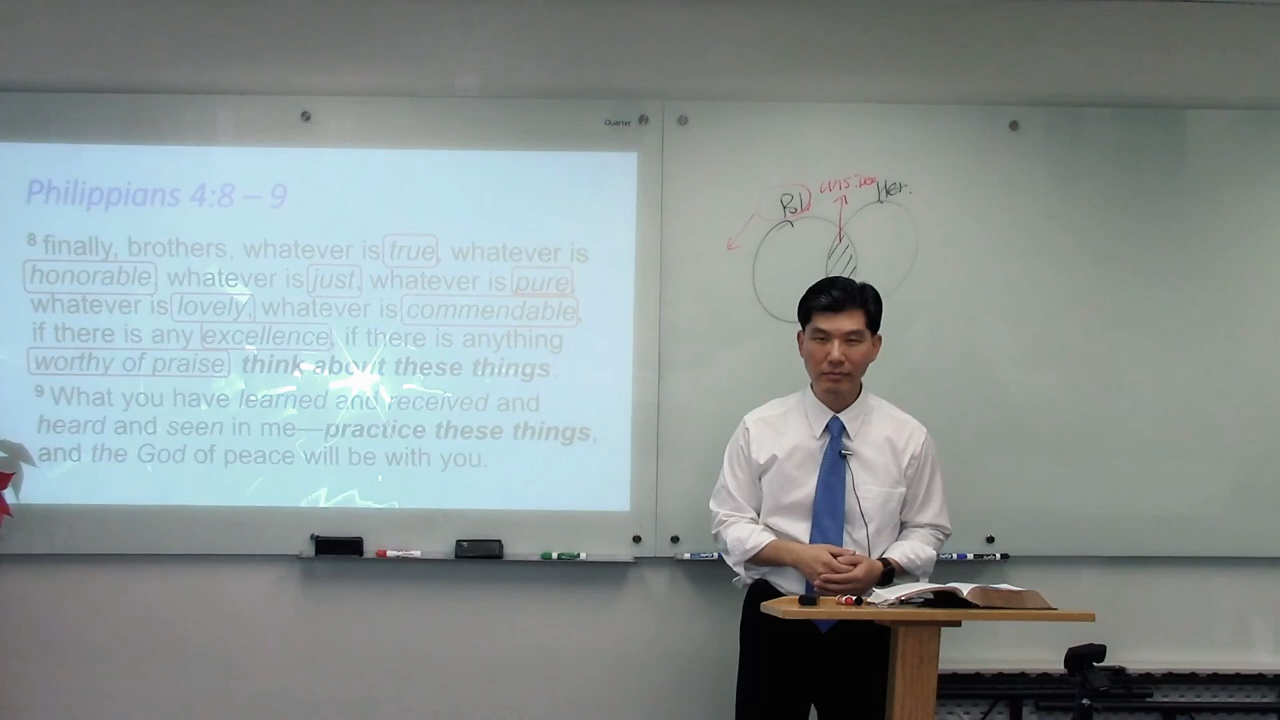 Quarter
Philippians 4:8 – 9
8 finally, brothers, whatever is true, whatever is
honorable, whatever is just, whatever is pure,
whatever is lovely, whatever is commendable,
if there is any excellence, if there is anything
worthy of praise think about these things.
9 What you have learned and received and
heard and seen in me—practice these things,
and the God of peace will be with you.
Her.